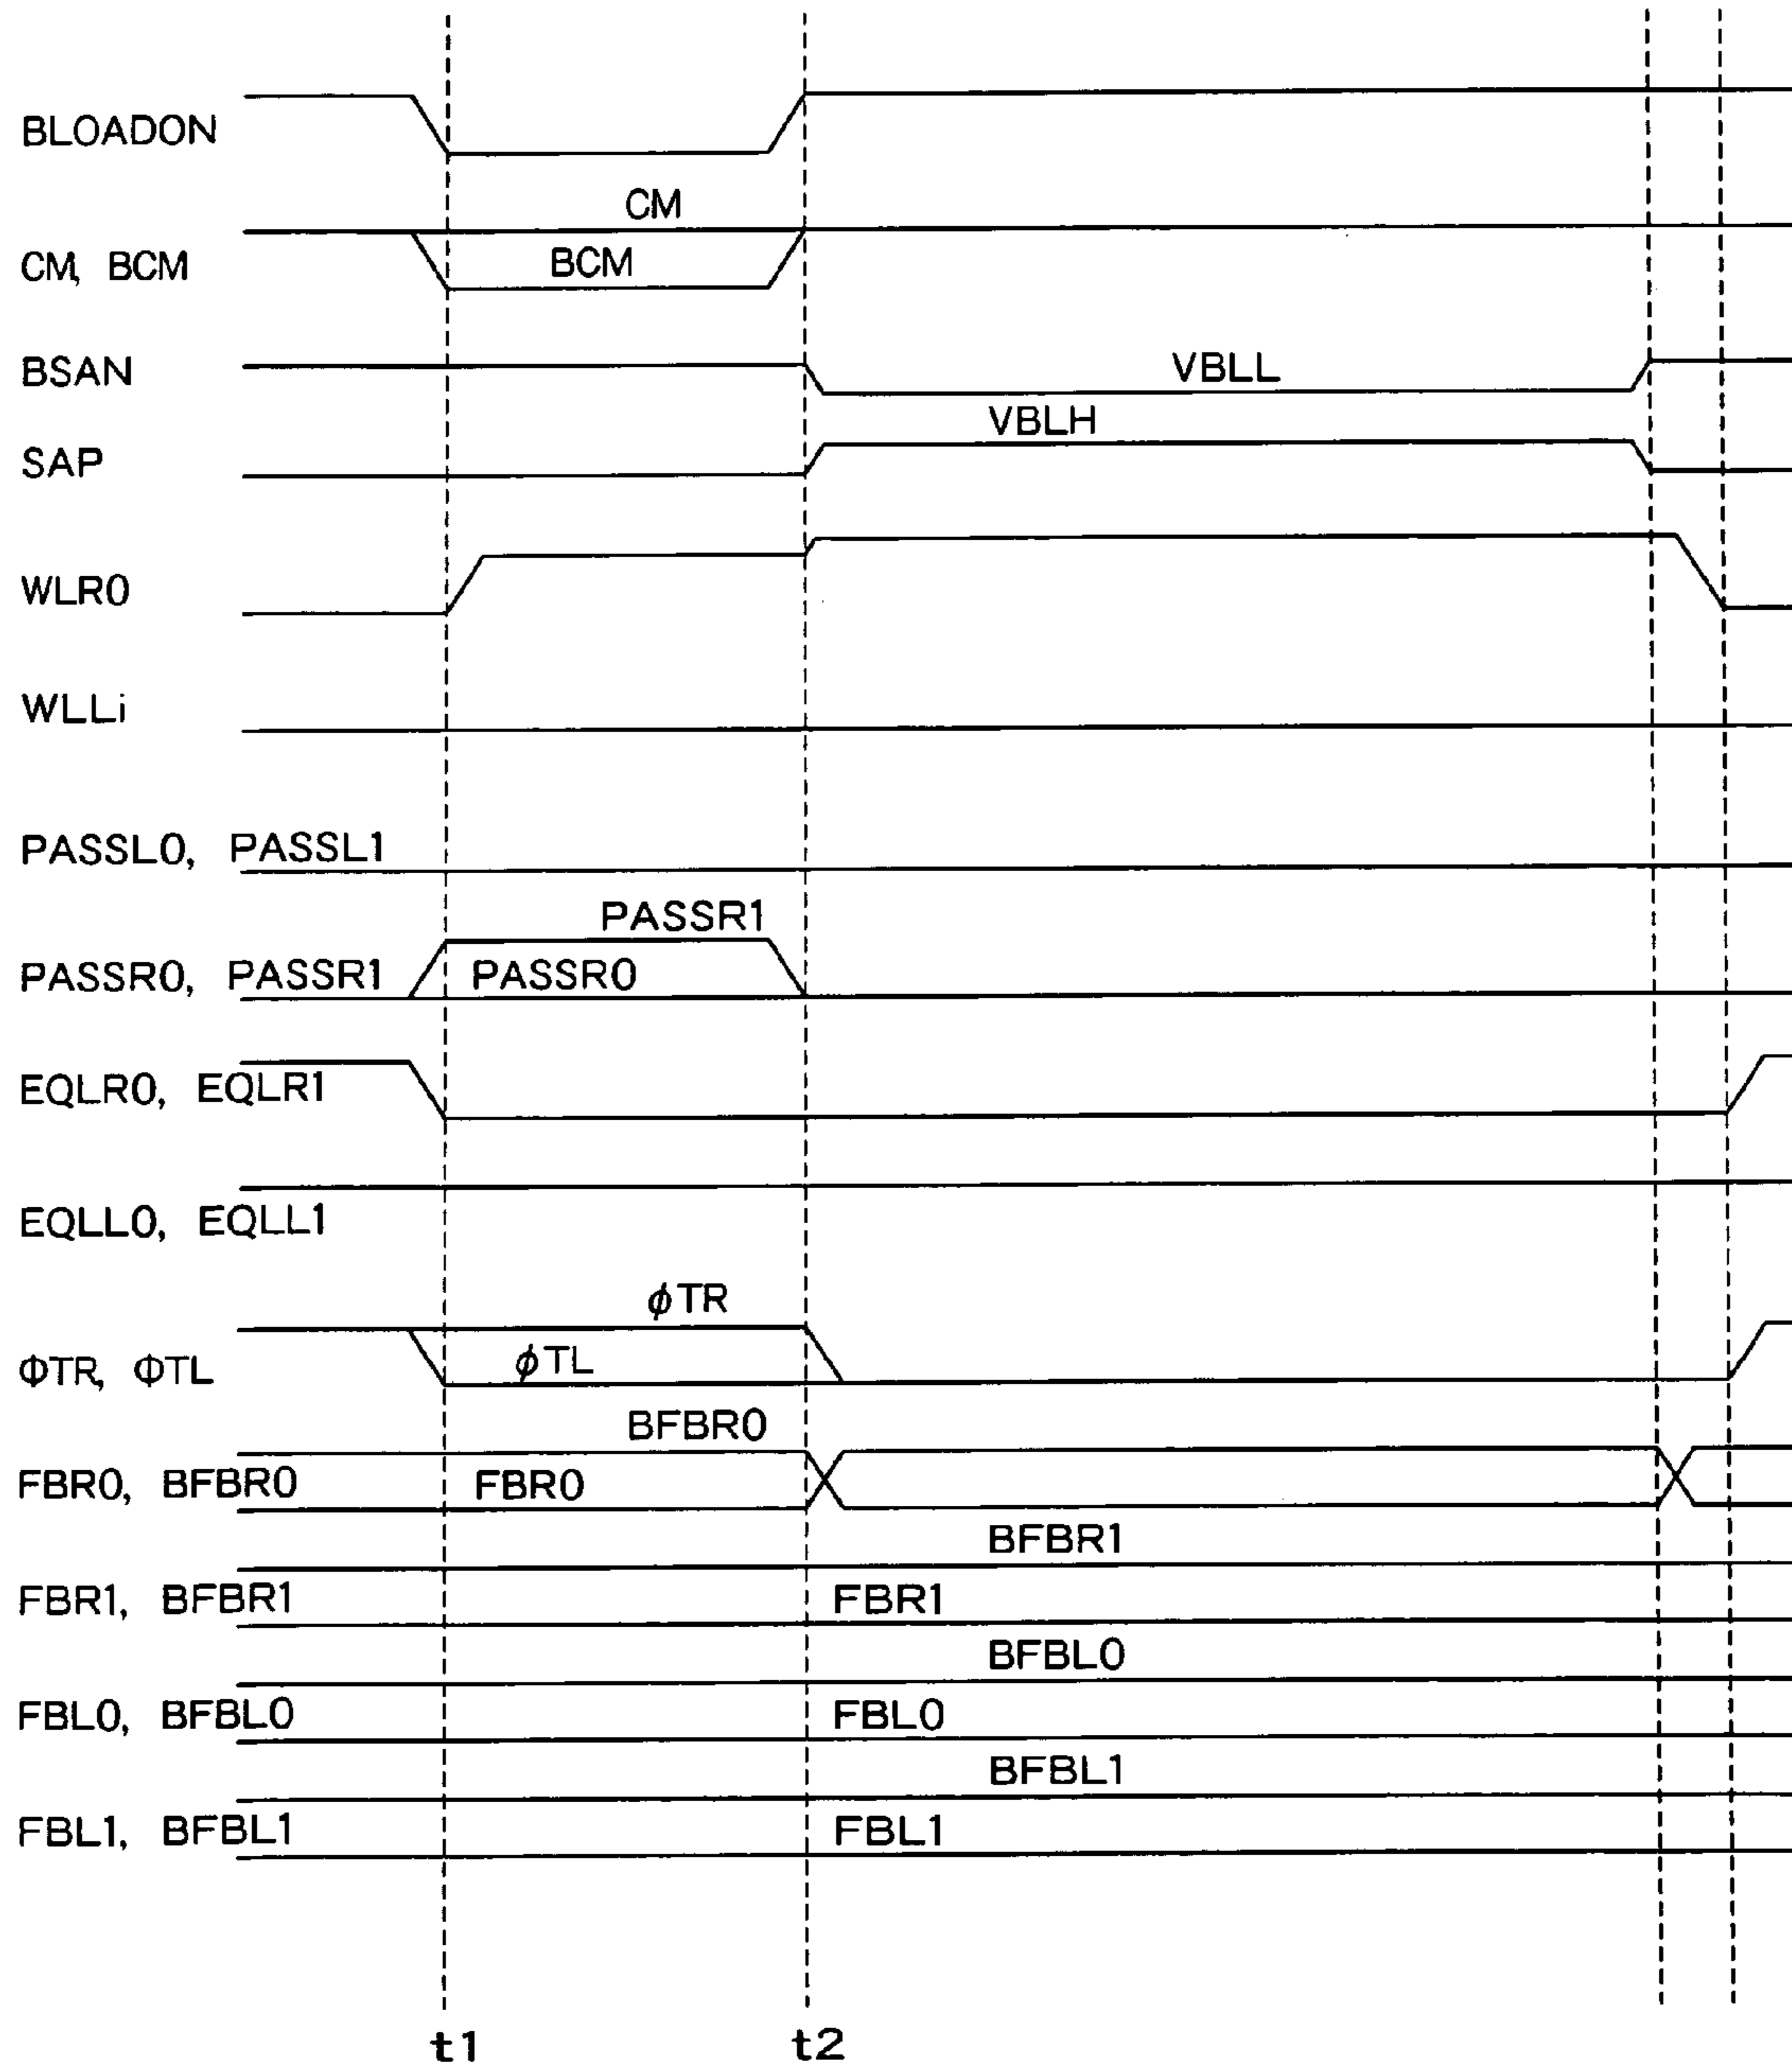 BLOADON
CM
CM, BCM
BCM
BSAN
VBLL
VBLH
SAP
WLR0
WLLi
PASSL0, PASSL1
PASSR1
PASSR0, PASSR1
PASSR0
EQLR0, EQLR1
EQLL0, EQLL1
ϕTR
ΦTR, ΦTL
ϕTL
BFBR0
FBR0, BFBR0
FBR0
BFBR1
FBR1, BFBR1
FBR1
BFBL0
FBL0, BFBL0
FBL0
BFBL1
FBL1, BFBL1
FBL1
t1
t2